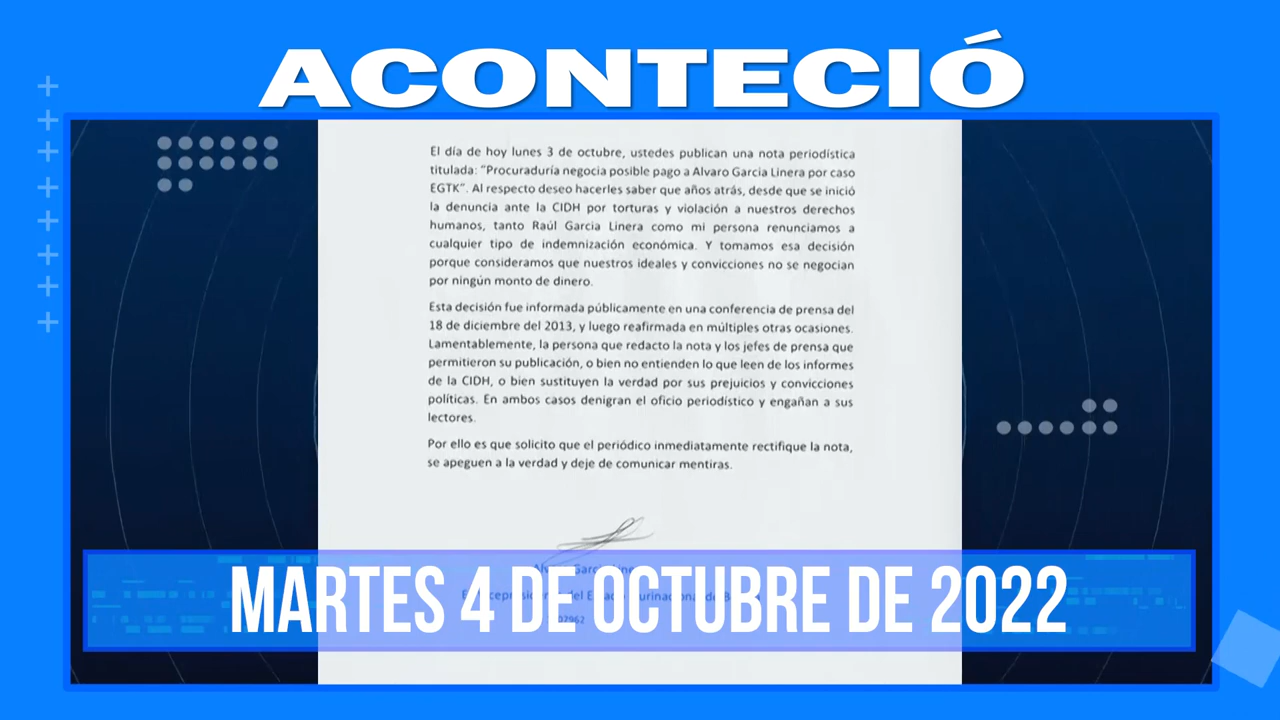 ACONTECIÓ
El día de hoy lunes 3 de octubre, ustedes publican una nota periodística
titulada: "Procuraduría negocia posible pago a Alvaro Garcia Linera por caso
EGTK". Al respecto deseo hacerles saber que años atrás, desde que se inició
la denuncia ante la CIDH por torturas y violación a nuestros derechos
humanos, tanto Raúl Garcia Linera como mi persona renunciamos a
cualquier tipo de indemnización económica. Y tomamos esa decisión
porque consideramos que nuestros ideales y convicciones no se negocian
por ningún monto de dinero.
Esta decisión fue informada públicamente en una conferencia de prensa del
18 de diciembre del 2013, y luego reafirmada en múltiples otras ocasiones.
Lamentablemente, la persona que redacto la nota y los jefes de prensa que
permitieron su publicación, o bien no entienden lo que leen de los informes
de la CIDH, o bien sustituyen la verdad por sus prejuicios y convicciones
políticas. En ambos casos denigran el oficio periodístico y engañan a sus
lectores.
Por ello es que solicito que el periódico inmediatamente rectifique la nota,
se apeguen a la verdad y deje de comunicar mentiras.
MARTES 4 DE OCTUBRE DE 2022